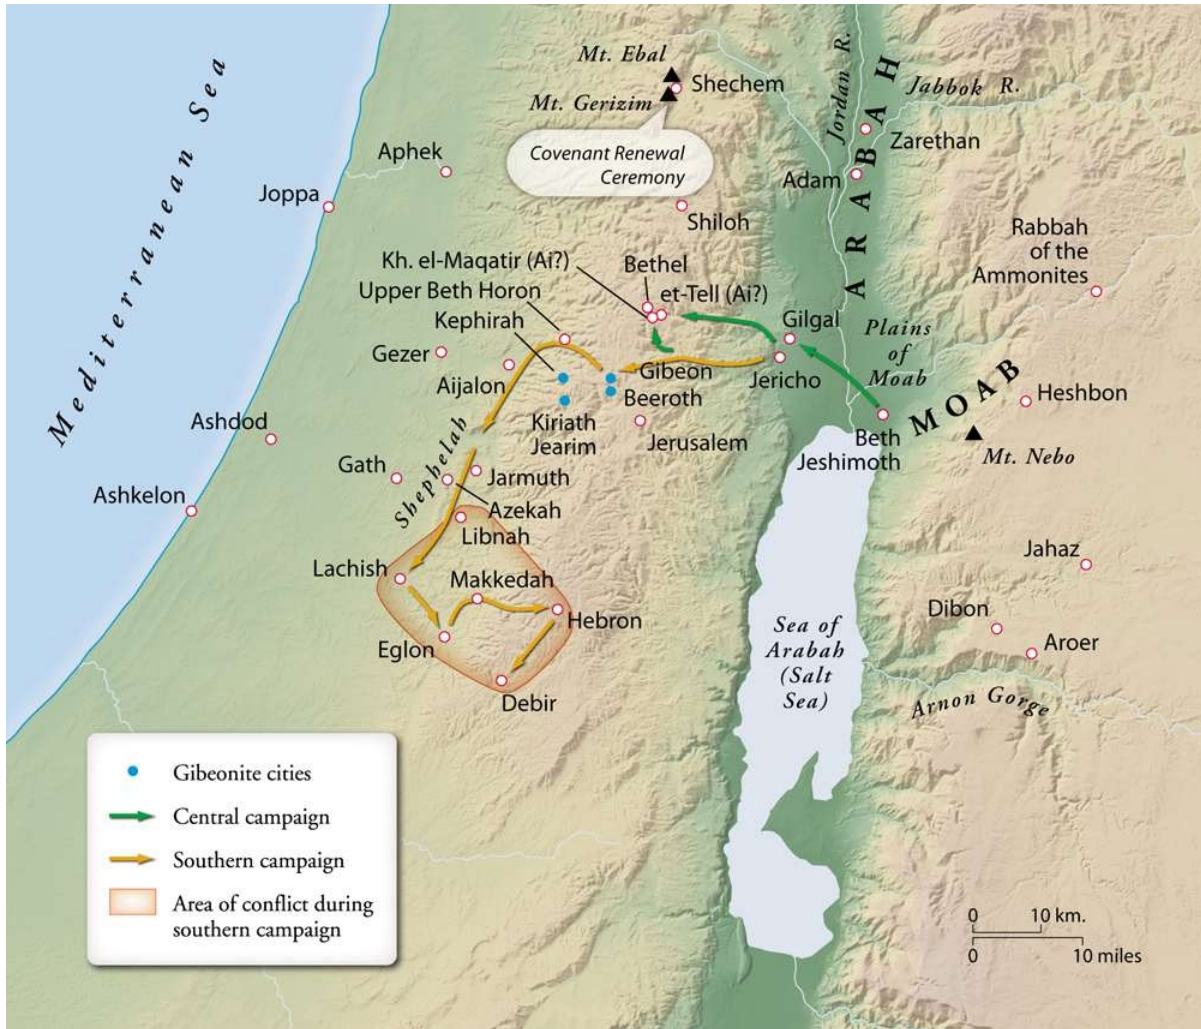 Mediterranean Sea
Mt. Ebal
Shechem
Mt. Gerizim
Covenant Renewal
Ceremony
Jordan R.
ARABAH
Jabbok R.
Zarethan
Adam
Aphek
Joppa
Shiloh
Rabbah
of the
Ammonites
Kh. el-Maqatir (Ai?)
Bethel
et-Tell (Ai?)
Upper Beth Horon
Kephirah
Gezer
Aijalon
Gilgal
Jericho
Plains
of
Moab
MOAB
Gibeon
Beeroth
Kiriath
Jearim
Jerusalem
Heshbon
Beth
Jeshimoth
Mt. Nebo
Ashdod
Gath
Shephelah
Jarmuth
Azekah
Ashkelon
Libnah
Lachish
Makkedah
Hebron
Eglon
Debir
Jahaz
Dibon
Aroer
Sea of
Arabah
(Salt
Sea)
Arnon Gorge
Gibeonite cities
Central campaign
Southern campaign
Area of conflict during
southern campaign
0 10 km.
0 10 miles